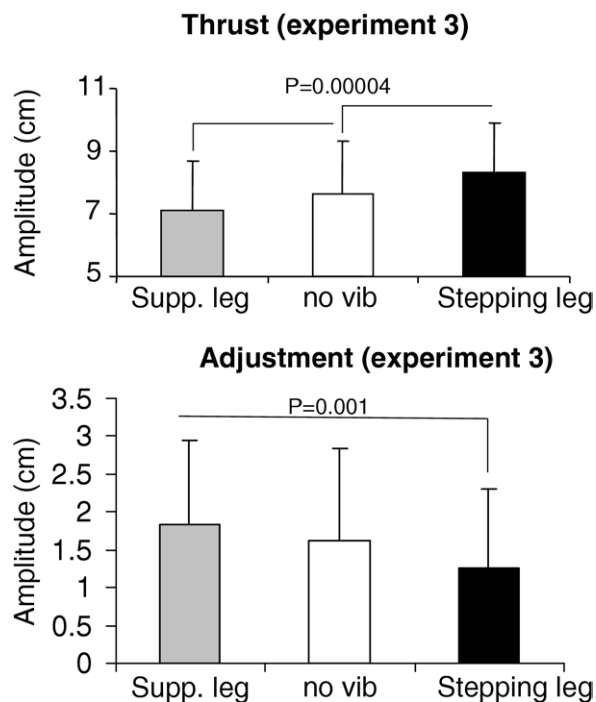 Thrust (experiment 3)
Amplitude (cm)
11
9
7
5
P=0.00004
Supp. leg no vib Stepping leg
Adjustment (experiment 3)
Amplitude (cm)
3.5
3
2.5
2
1.5
1
0.5
0
P=0.001
Supp. leg no vib Stepping leg